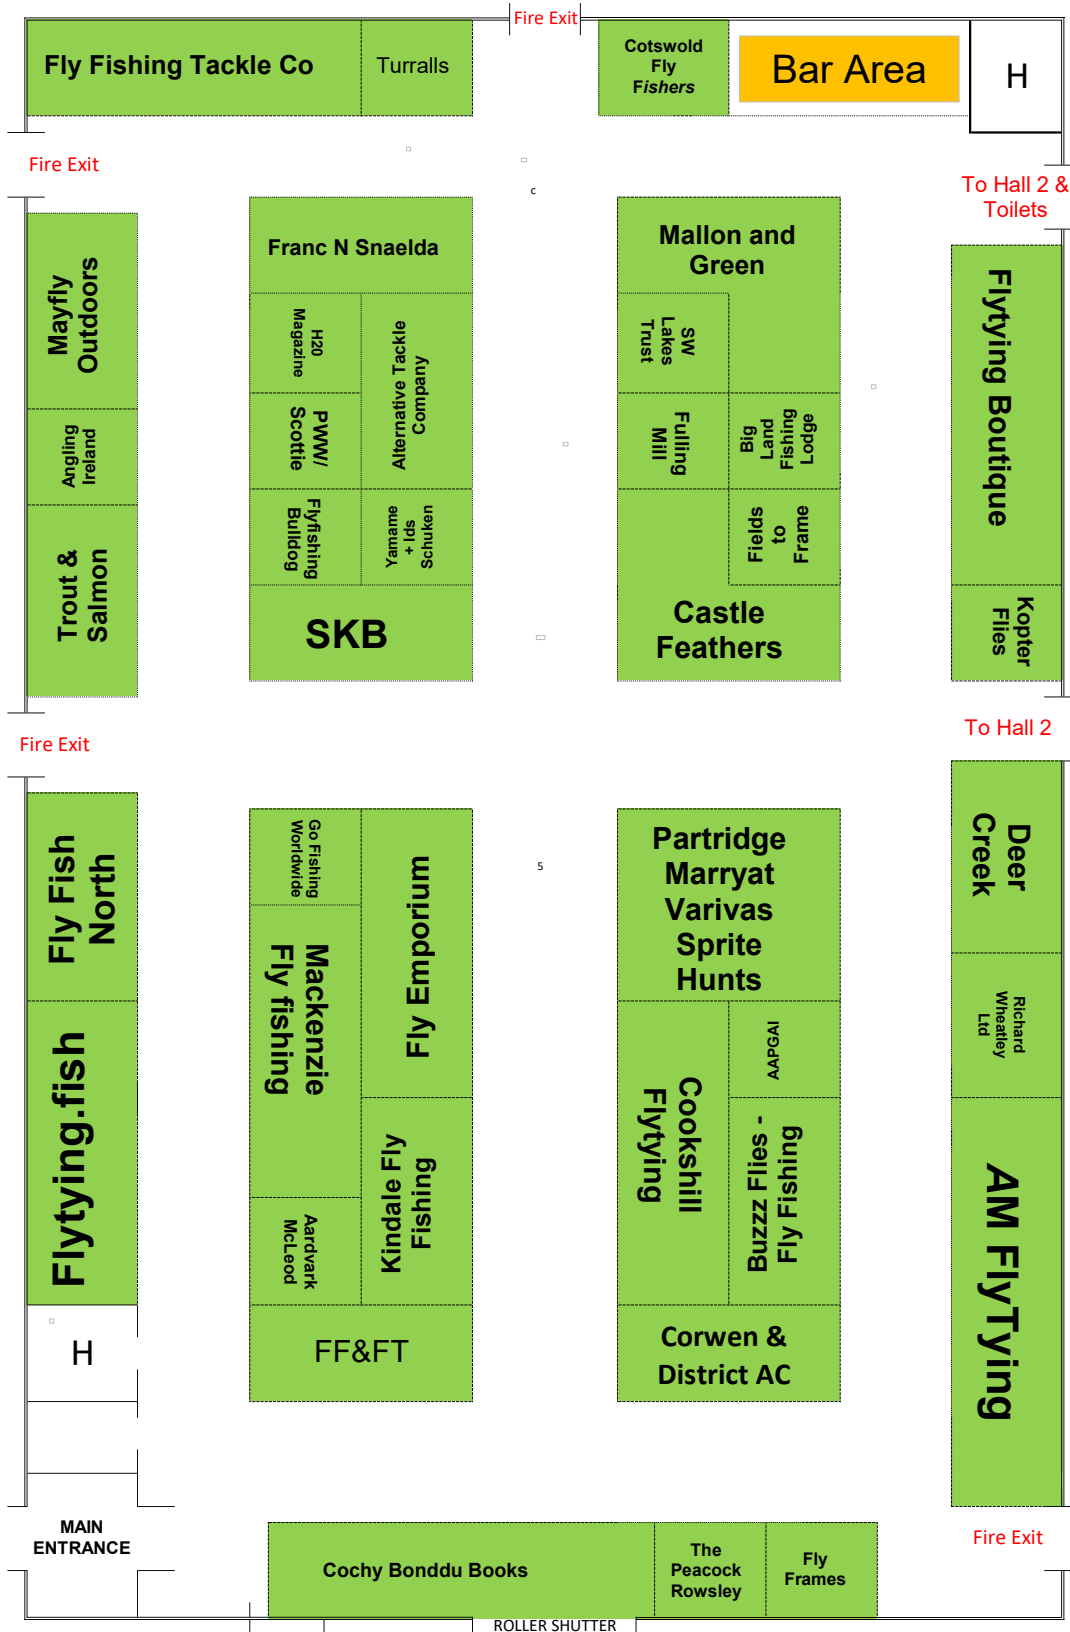 Fire Exit
Fly Fishing Tackle Co
Turralls
Cotswold
Fly
Fishers
Bar Area
H
Fire Exit
To Hall 2 &
Toilets
c
Mayfly
Outdoors
Angling
Ireland
Trout &
Salmon
Franc N Snaelda
H20
Magazine
PWW/
Scottie
Alternative Tackle
Company
Flyfishing
Bulldog
Yamame
+ Ids
Schuken
SKB
Mallon and
Green
SW
Lakes
Trust
Fulling
Mill
Big
Land
Fishing
Lodge
Fields
to
Frame
Castle
Feathers
Flytying Boutique
Kopter
Flies
Fire Exit
To Hall 2
Fly Fish
North
Flytying.fish
H
Go Fishing
Worldwide
Mackenzie
Fly fishing
Fly Emporium
Aardvark
McLeod
Kindale Fly
Fishing
FF&FT
5
Partridge
Marryat
Varivas
Sprite
Hunts
Cookshill
Flytying
AAPGAI
Buzzz Flies -
Fly Fishing
Corwen &
District AC
Deer
Creek
Richard
Wheatley
Ltd
AM FlyTying
MAIN
ENTRANCE
Cochy Bonddu Books
The
Peacock
Rowsley
Fly
Frames
Fire Exit
ROLLER SHUTTER